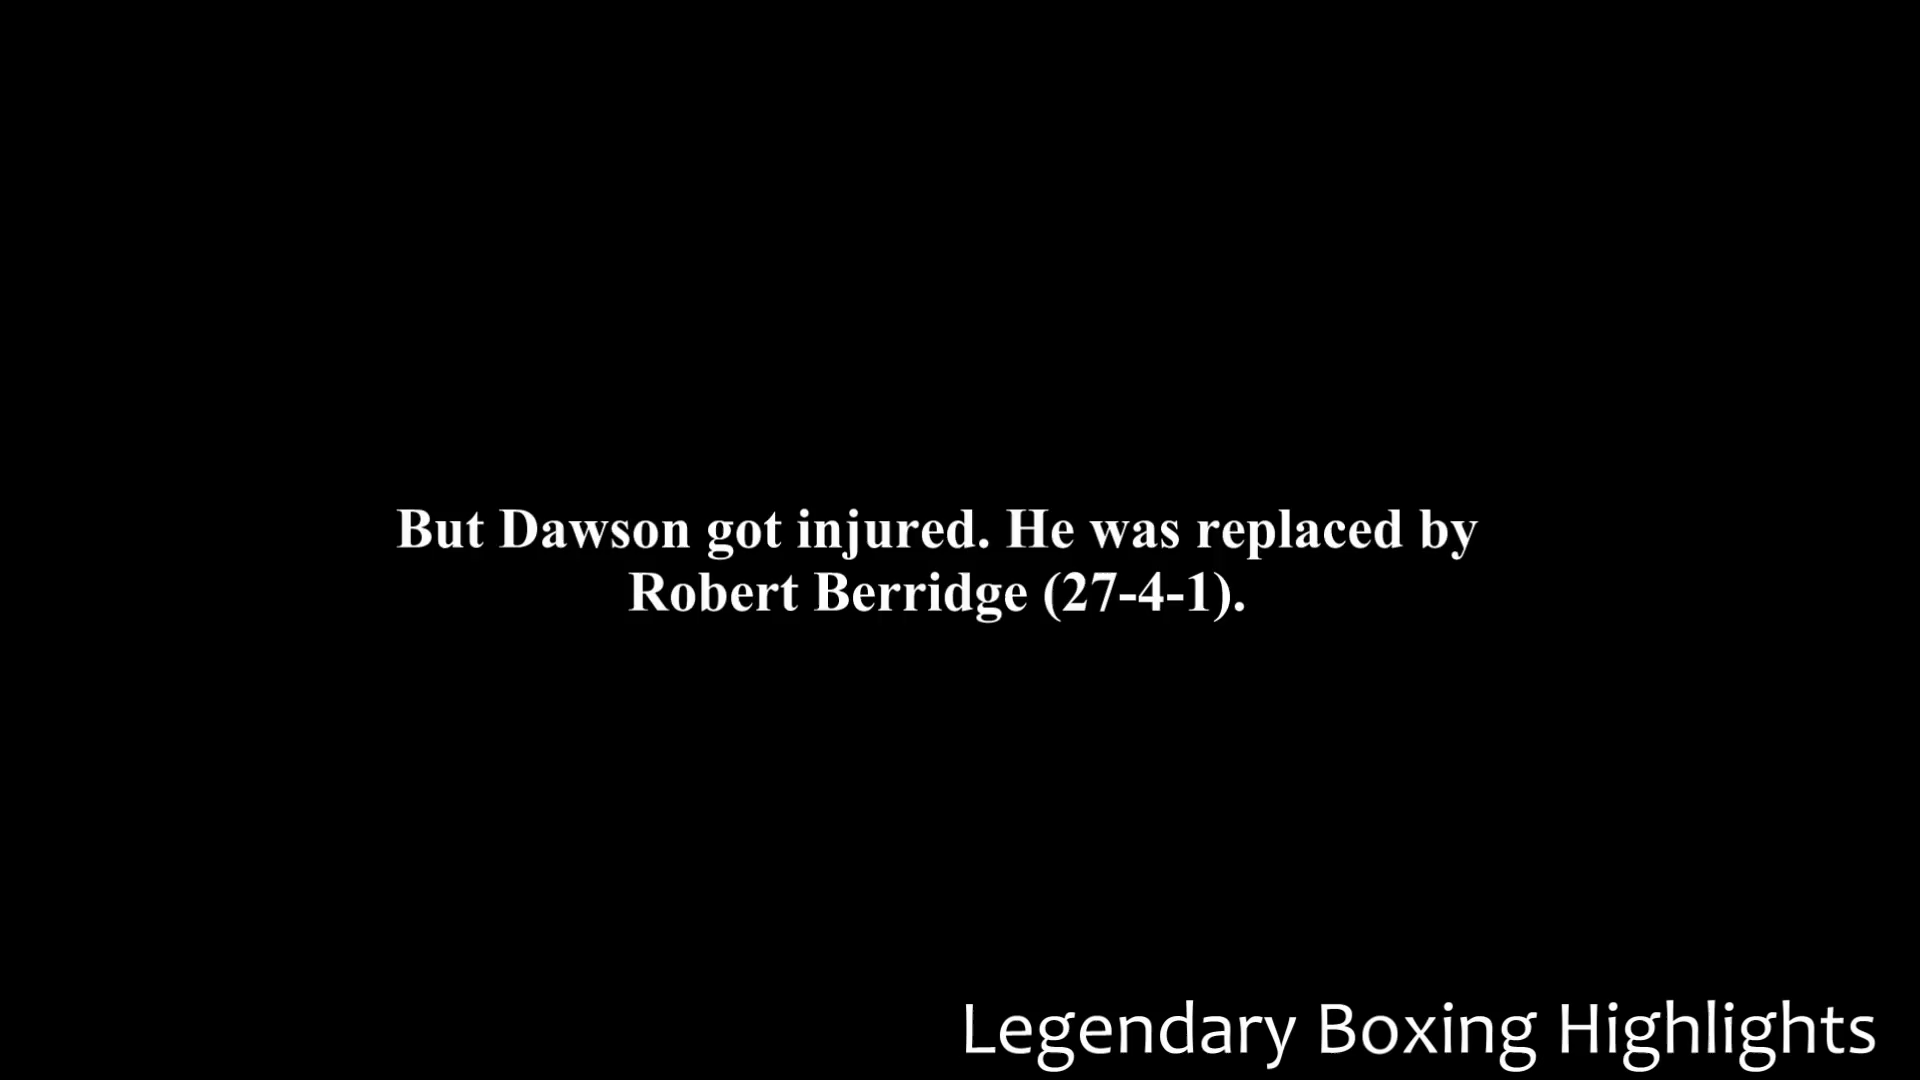 But Dawson got injured. He was replaced by
Robert Berridge (27-4-1).
Legendary Boxing Highlights